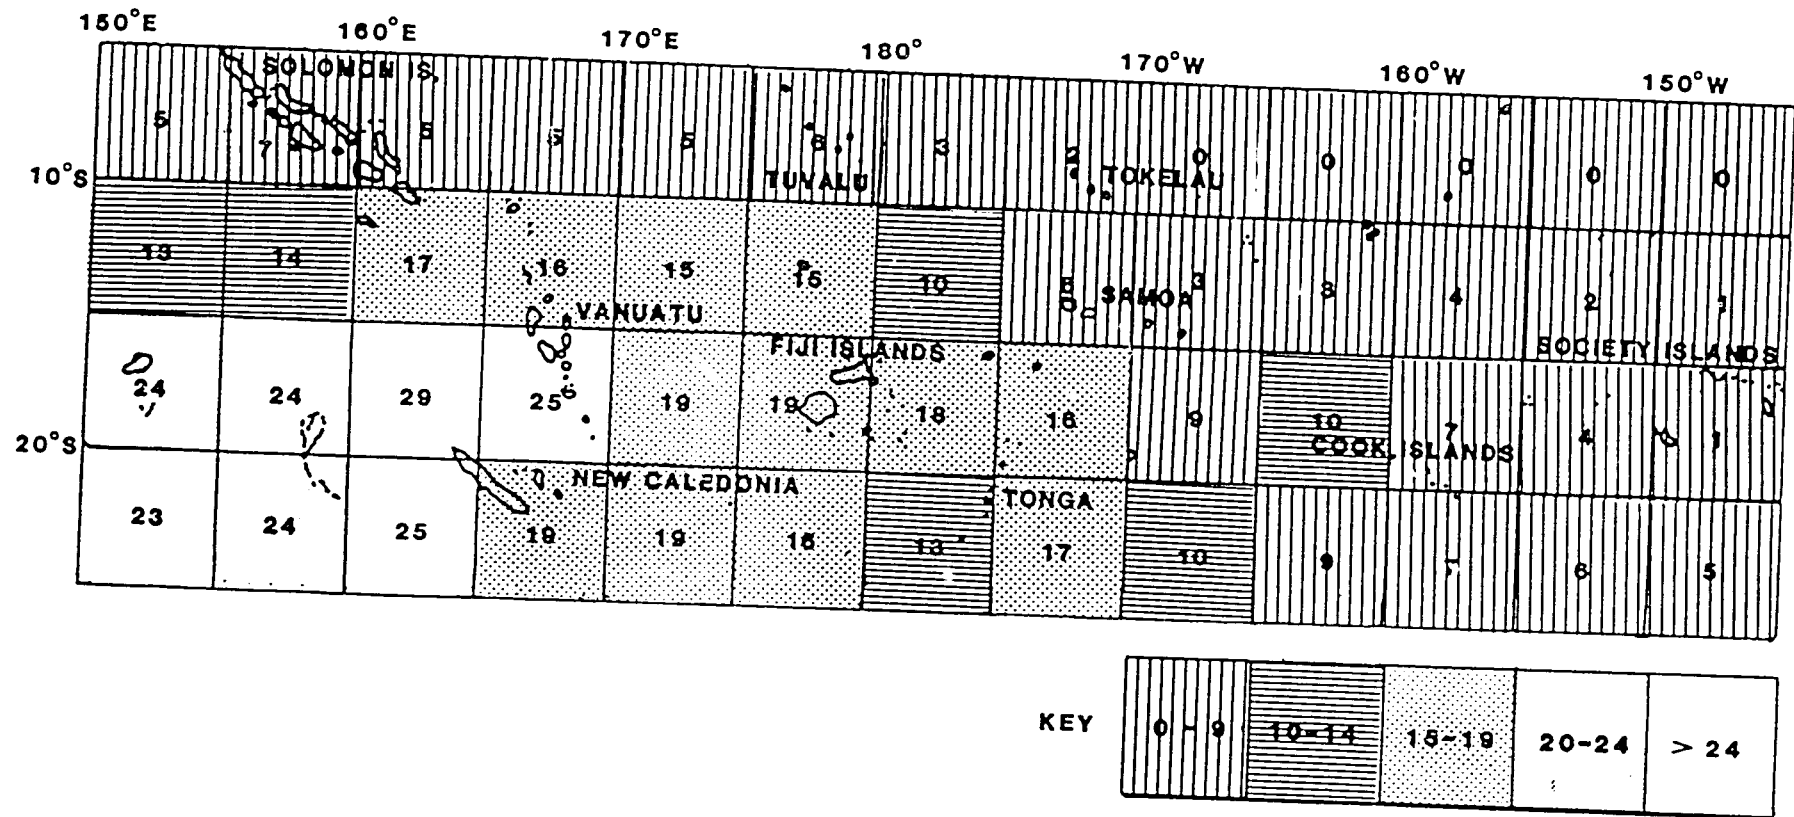 150°E 160°E 170°E 180° 170°W 160°W 150°W
SOLOMON IS.
5 7 5 5 5 6 3 2 0 0 0 0 0
10°S TUVALU TOKELAU
13 14 17 16 15 15 10 3 3 4 2 1
VANUATU SAMOA
FIJI ISLANDS SOCIETY ISLANDS
24 24 29 25 19 19 18 16 9 10 7 4 1
20°S COOK ISLANDS
NEW CALEDONIA TONGA
23 24 25 19 19 16 13 17 10 9 6 5
KEY 0 - 9 10-14 15-19 20-24 > 24